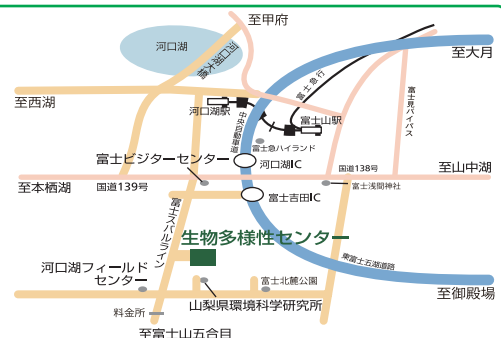 至甲府
河口湖
河口湖大橋
至大月
富士急行
富士見バイパス
至西湖
河口湖駅
中央自動車道
富士山駅
富士急ハイランド
富士ビジターセンター
河口湖IC
国道138号
至本栖湖
国道139号
至山中湖
富士吉田IC
富士浅間神社
富士スバルライン
生物多様性センター
東富士五湖道路
河口湖フィールド
センター
富士北麓公園
至御殿場
山梨県環境科学研究所
料金所
至富士山五合目